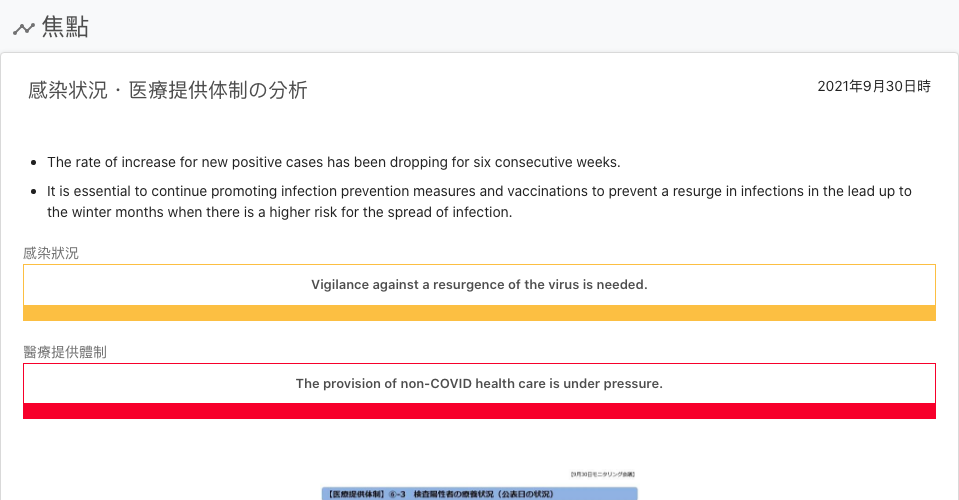 焦點
感染状況・医療提供体制の分析
2021年9月30日時
The rate of increase for new positive cases has been dropping for six consecutive weeks.
It is essential to continue promoting infection prevention measures and vaccinations to prevent a resurge in infections in the lead up to
the winter months when there is a higher risk for the spread of infection.
感染狀況
Vigilance against a resurgence of the virus is needed.
醫療提供體制
The provision of non-COVID health care is under pressure.
【9月30日モニタリング会議】
【医療提供体制】⑥-3 検査陽性者の療養状況（公表日の状況）